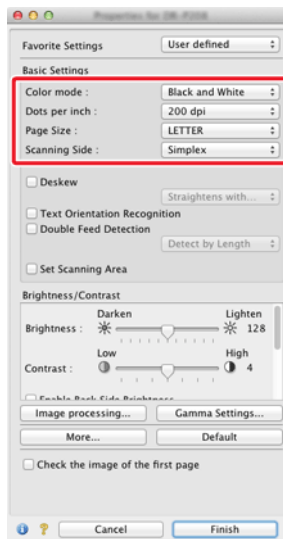 Favorite Settings User defined
Basic Settings
Color mode : Black and White
Dots per inch : 200 dpi
Page Size : LETTER
Scanning Side : Simplex
Deskew
Straightens with...
Text Orientation Recognition
Double Feed Detection
Detect by Length
Set Scanning Area
Brightness/Contrast
Darken Lighten
Brightness : 128
Low High
Contrast : 4
Image processing... Gamma Settings...
More... Default
Check the image of the first page
? Cancel Finish